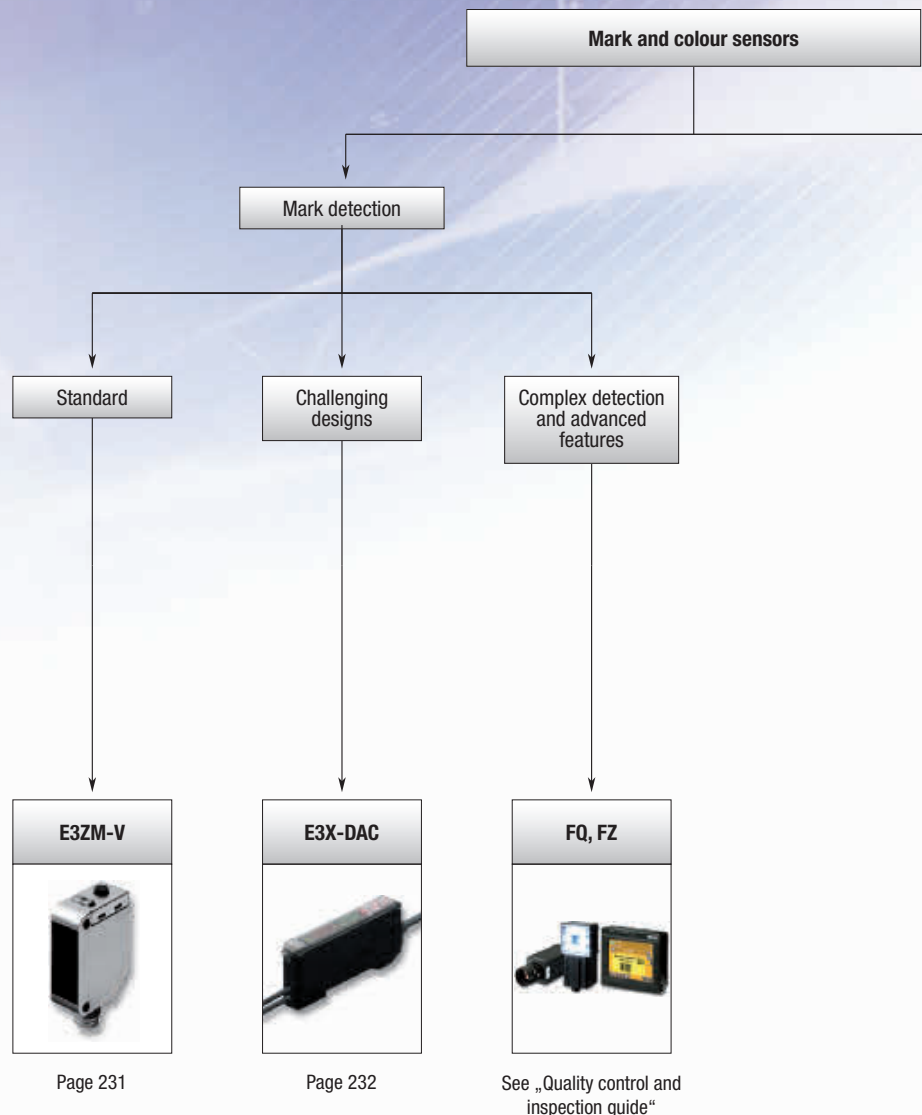 Mark and colour sensors
Mark detection
Standard
Challenging
designs
Complex detection
and advanced
features
E3ZM-V
E3X-DAC
FQ, FZ
Page 231
Page 232
See „Quality control and
inspection guide“